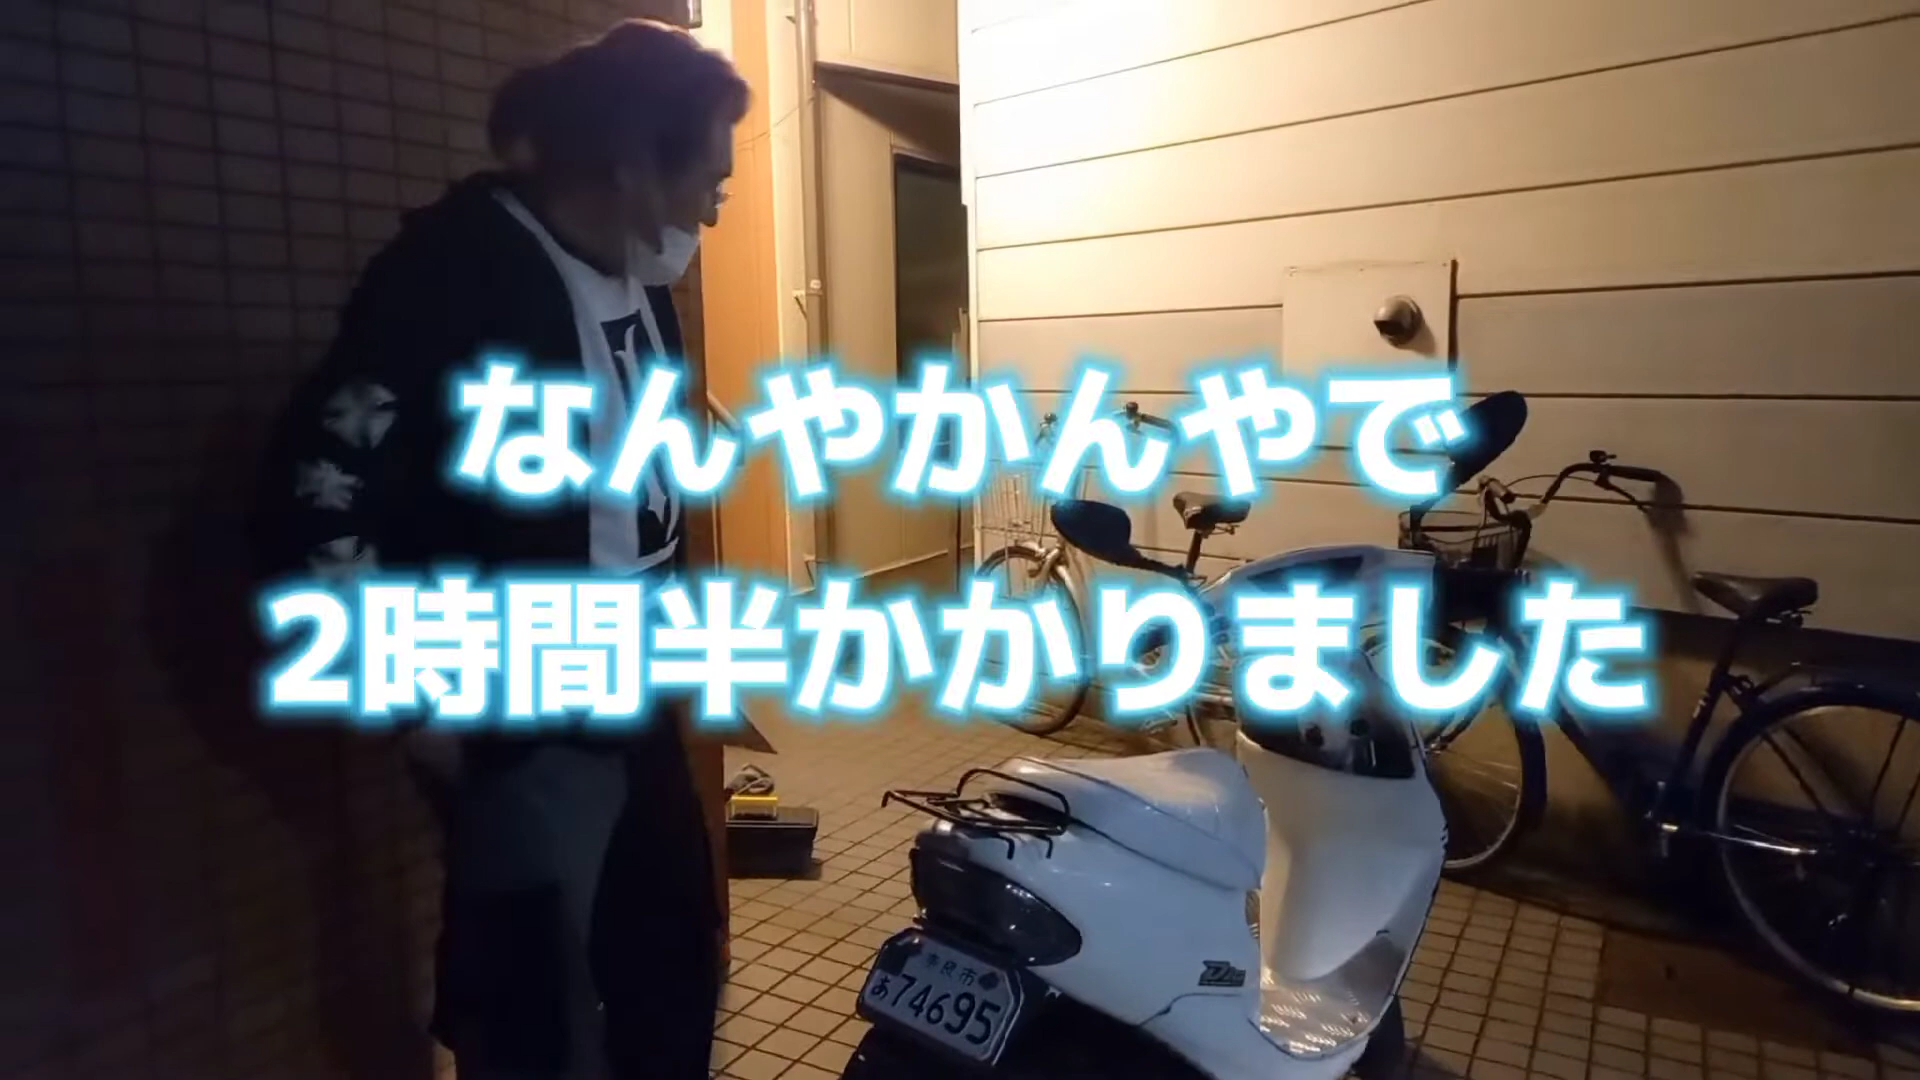 なんやかんやで
2時間半かかりました
Dio
奈良市
あ74695